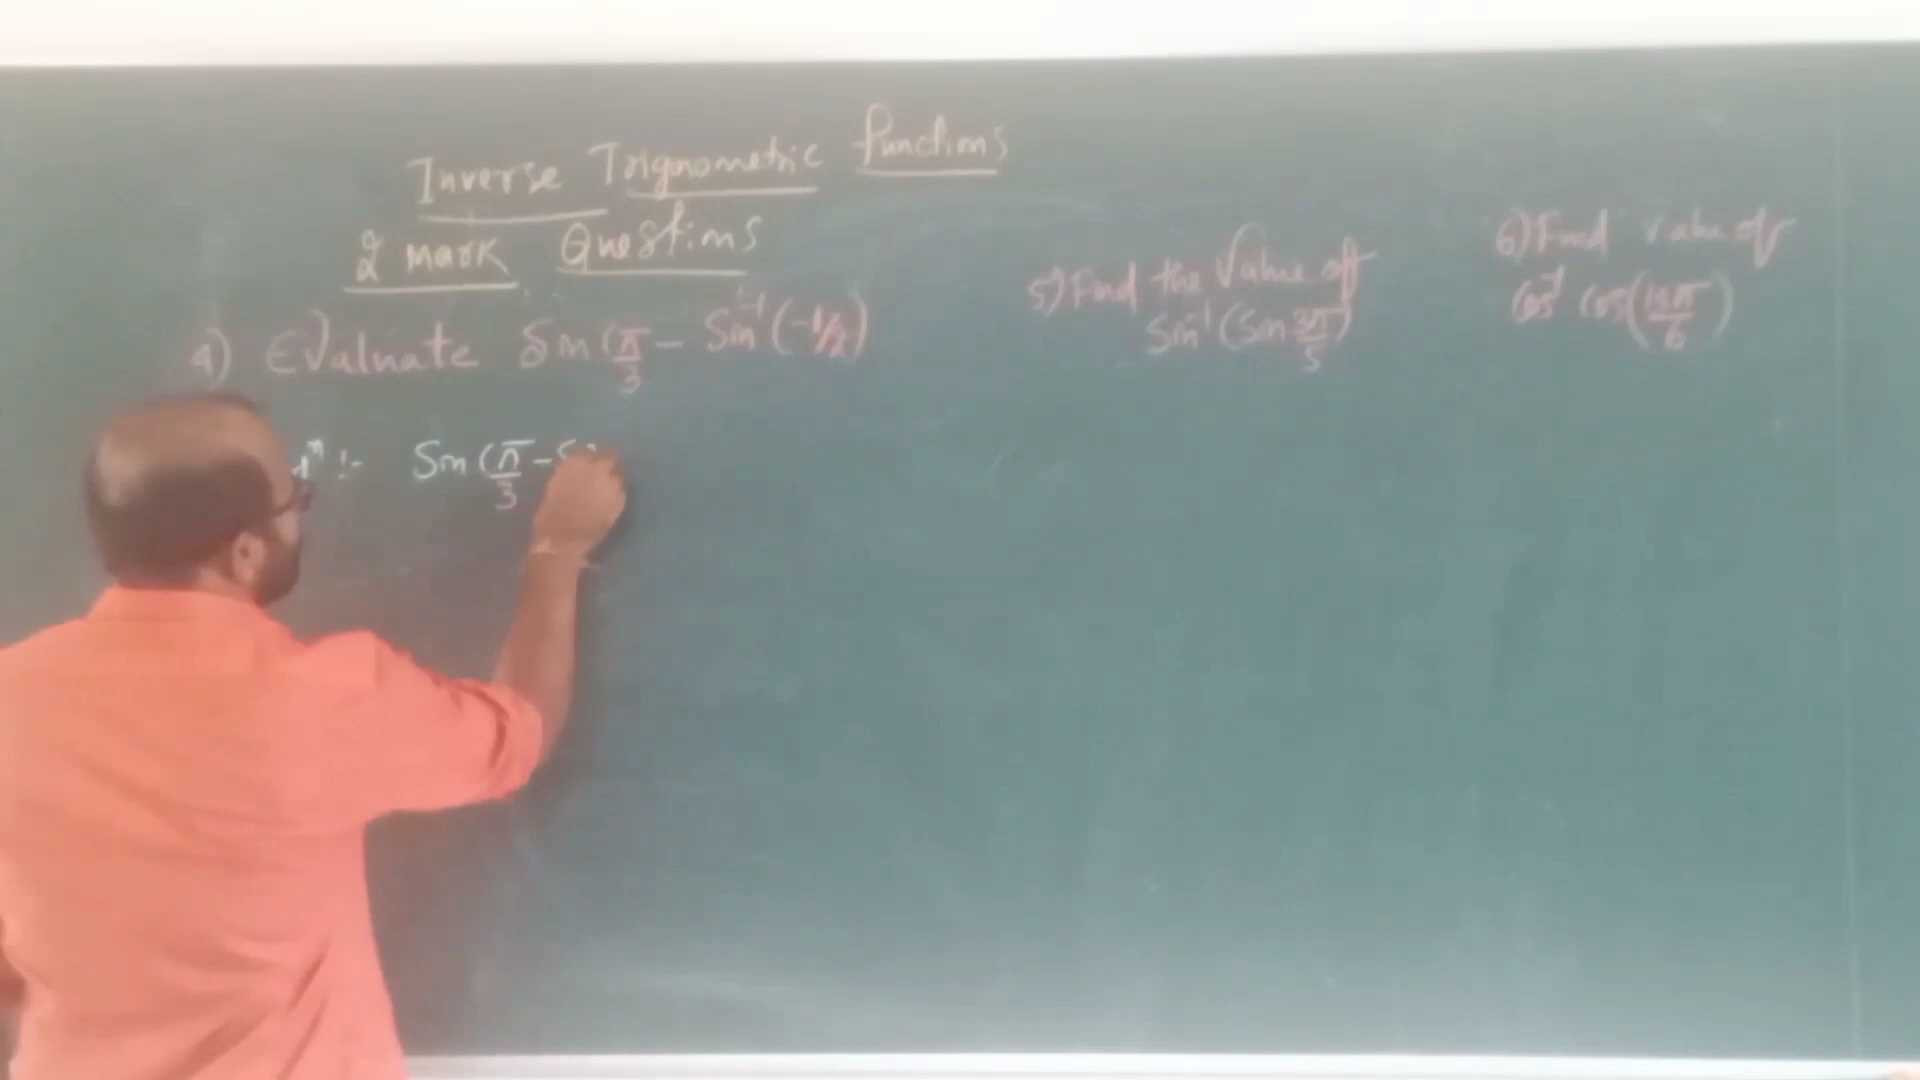 Inverse Trignometric functions
2 mark Questions
4) Evaluate Sin(π/3 - Sin⁻¹(-1/2)
:- Sin(π/3 - S
5) Find the Value of
Sin⁻¹(Sin 3π/5)
6) Find value of
Cos⁻¹ Cos(13π/6)